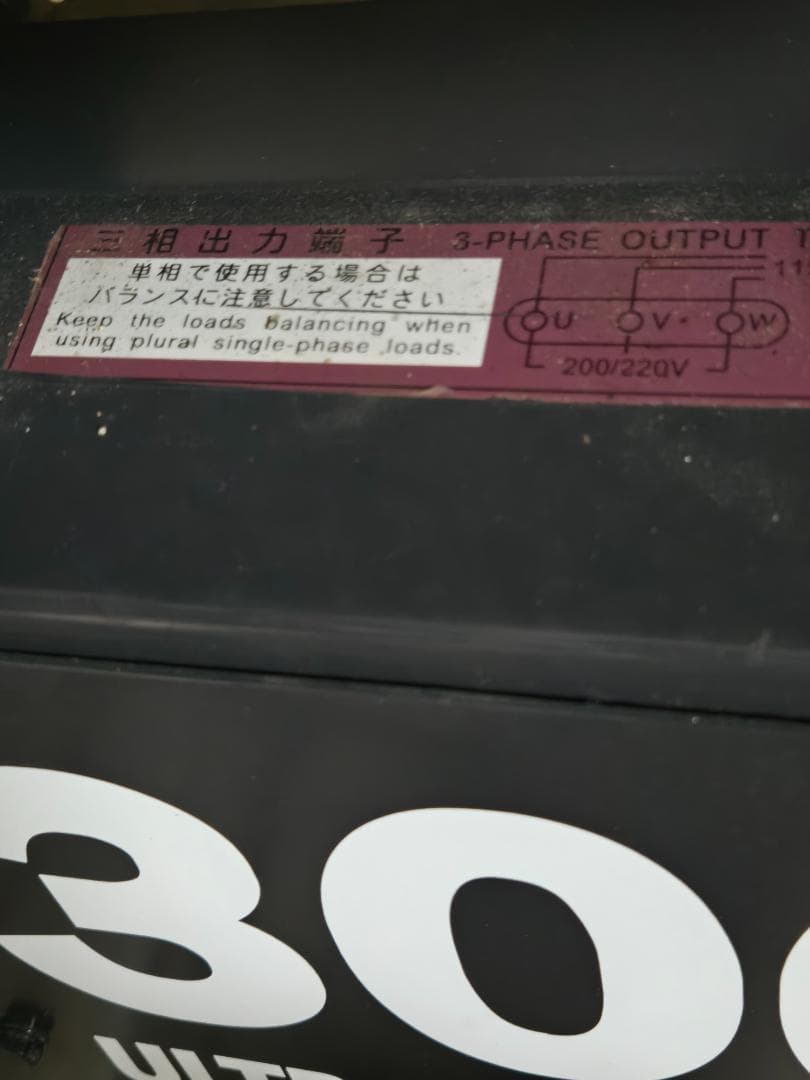 三相出力端子 3-PHASE OUTPUT
単相で使用する場合は
バランスに注意してください
Keep the loads balancing when
using plural single-phase loads.
U V W
200/220V
30